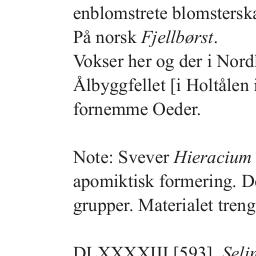 enblomstrete blomsterska
På norsk Fjellbørst.
Vokser her og der i Nordl
Ålbyggfellet [i Holtålen i
fornemme Oeder.
Note: Svever Hieracium
apomiktisk formering. De
grupper. Materialet treng
DLXXXXIII [593]. Selin